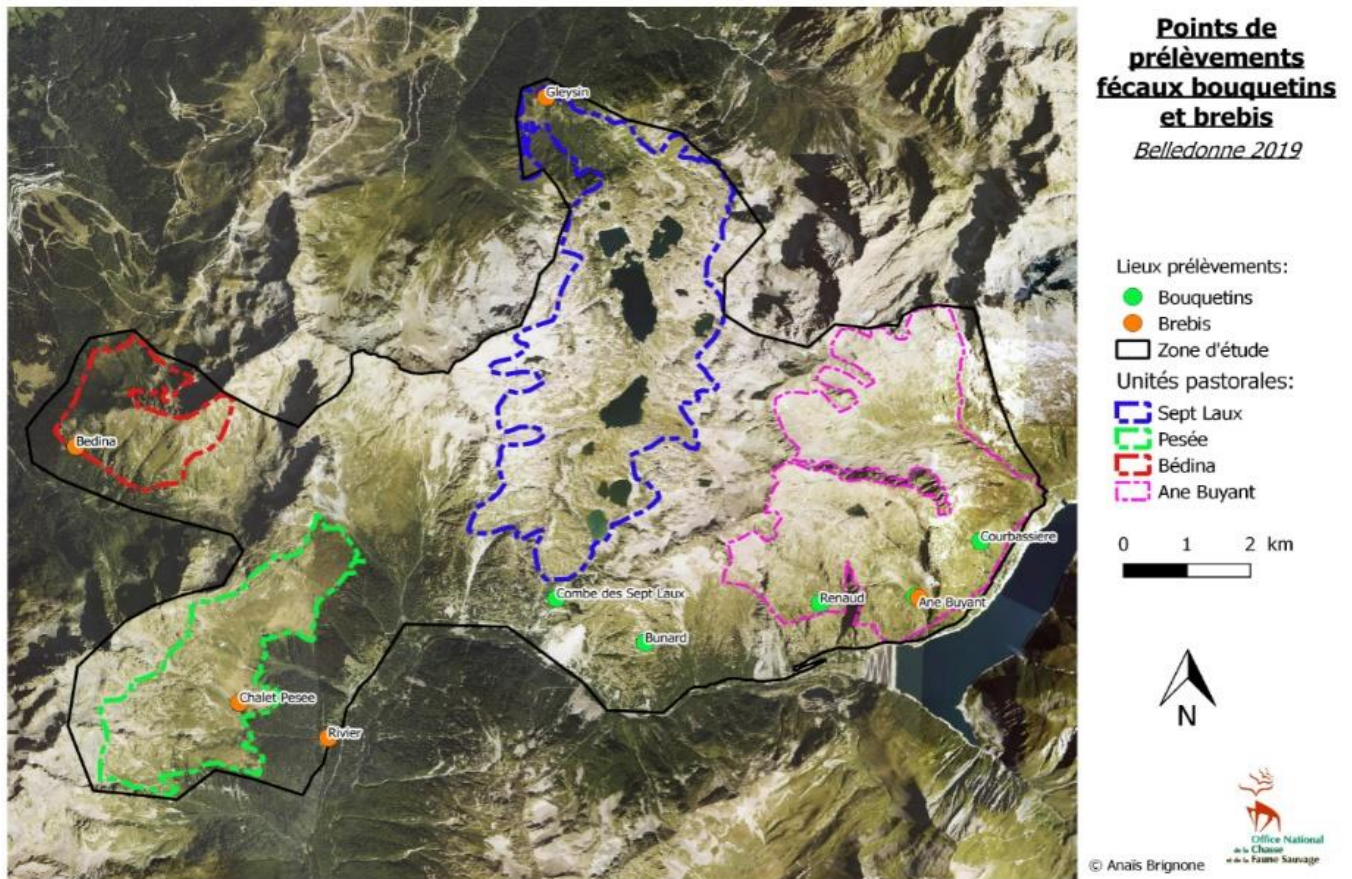 Points de
prélèvements
fécaux bouquetins
et brebis
Belledonne 2019
Lieux prélèvements:
Bouquetins
Brebis
Zone d'étude
Unités pastorales:
Sept Laux
Pesée
Bédina
Ane Buyant
0 1 2 km
N
Office National
de la Chasse
et de la Faune Sauvage
© Anaïs Brignone
Gleysin
Bedina
Courbassiere
Combe des Sept Laux
Renaud
Ane Buyant
Bunard
Chalet Pesee
Rivier